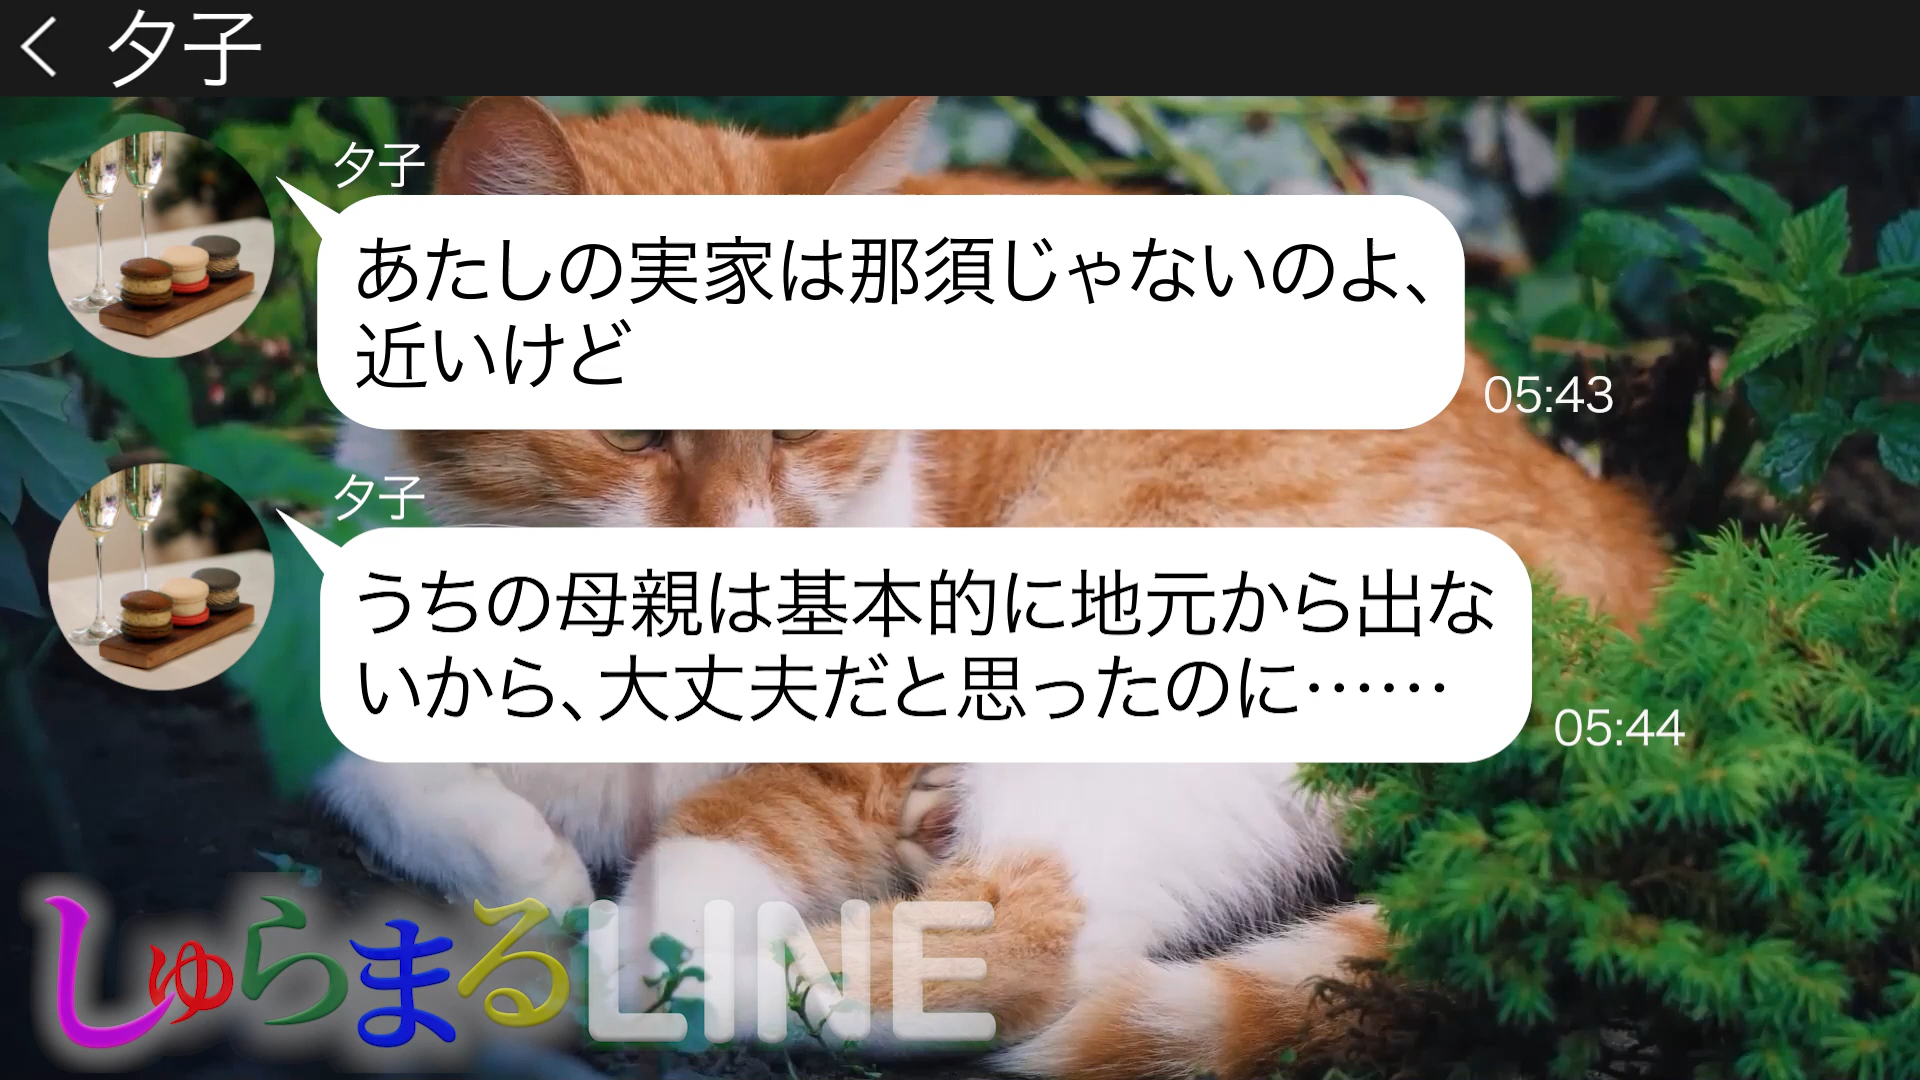 夕子
夕子
あたしの実家は那須じゃないのよ、
近いけど
05:43
夕子
うちの母親は基本的に地元から出な
いから、大丈夫だと思ったのに……
05:44
しゅらまるLINE